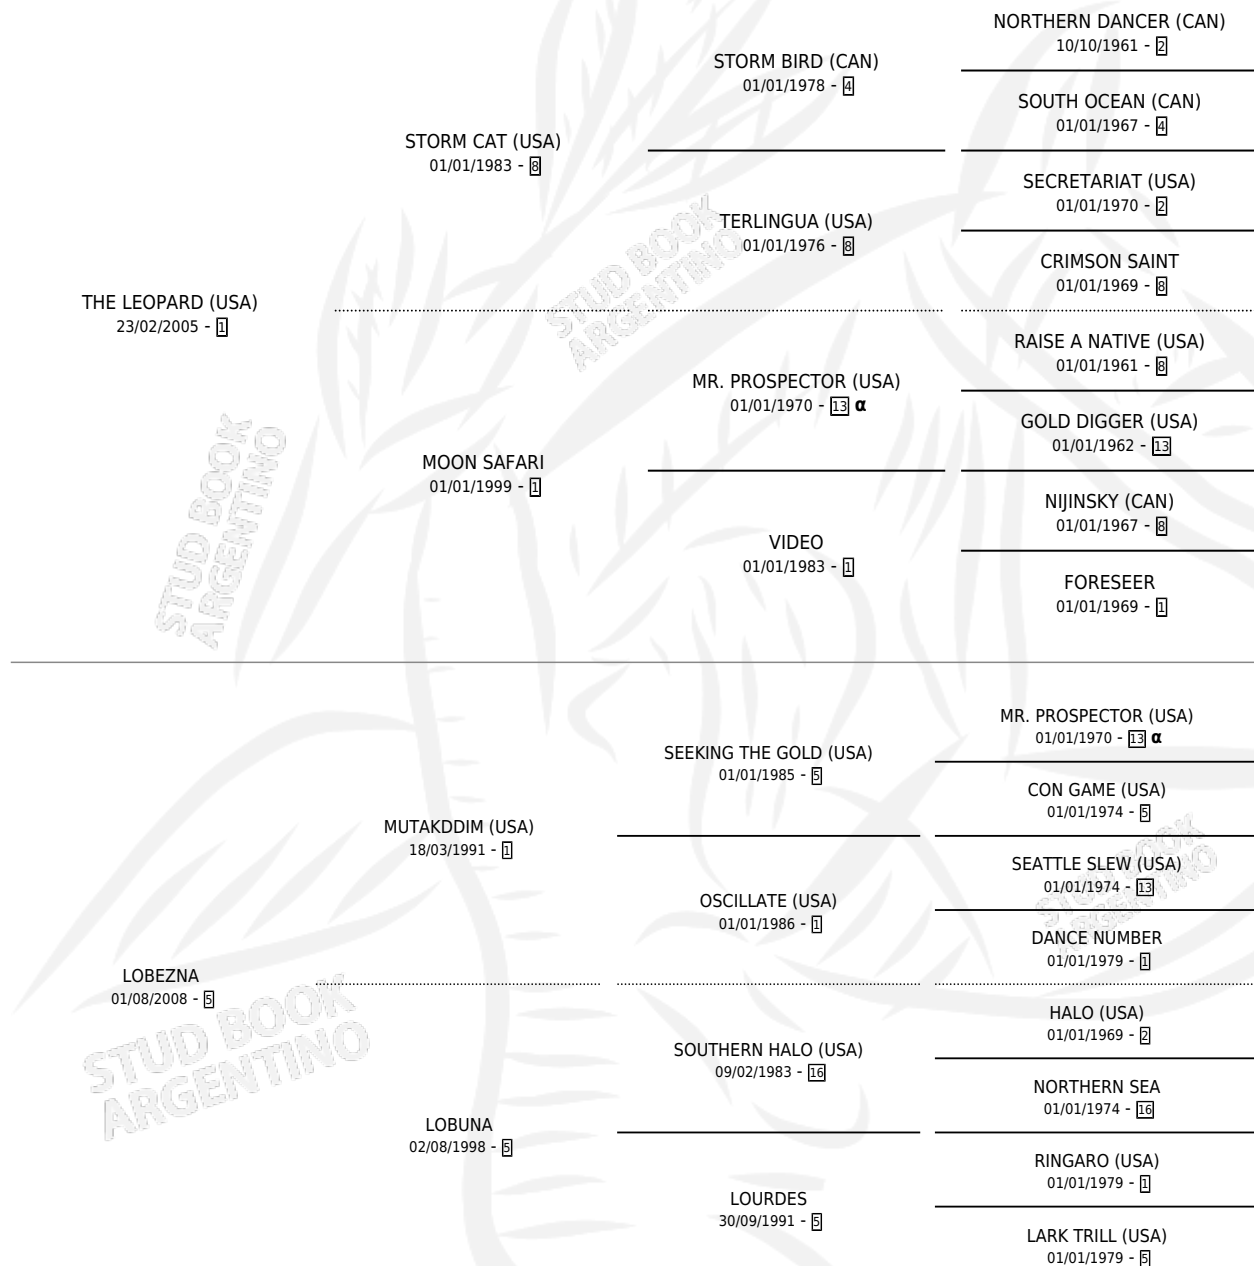 NORTHERN DANCER (CAN)
10/10/1961 - 2
STORM BIRD (CAN)
01/01/1978 - 4
SOUTH OCEAN (CAN)
01/01/1967 - 4
STORM CAT (USA)
01/01/1983 - 8
SECRETARIAT (USA)
01/01/1970 - 2
TERLINGUA (USA)
01/01/1976 - 8
CRIMSON SAINT
01/01/1969 - 8
THE LEOPARD (USA)
23/02/2005 - 1
STUD BOOK
ARGENTINO
RAISE A NATIVE (USA)
01/01/1961 - 8
MR. PROSPECTOR (USA)
01/01/1970 - 13 α
GOLD DIGGER (USA)
01/01/1962 - 13
MOON SAFARI
01/01/1999 - 1
NIJINSKY (CAN)
01/01/1967 - 8
VIDEO
01/01/1983 - 1
FORESEER
01/01/1969 - 1
STUD BOOK
ARGENTINO
MR. PROSPECTOR (USA)
01/01/1970 - 13 α
SEEKING THE GOLD (USA)
01/01/1985 - 5
CON GAME (USA)
01/01/1974 - 5
MUTAKDDIM (USA)
18/03/1991 - 1
SEATTLE SLEW (USA)
01/01/1974 - 13
STUD BOOK
ARGENTINO
OSCILLATE (USA)
01/01/1986 - 1
DANCE NUMBER
01/01/1979 - 1
LOBEZNA
01/08/2008 - 5
STUD BOOK
ARGENTINO
HALO (USA)
01/01/1969 - 2
SOUTHERN HALO (USA)
09/02/1983 - 16
NORTHERN SEA
01/01/1974 - 16
LOBUNA
02/08/1998 - 5
RINGARO (USA)
01/01/1979 - 1
LOURDES
30/09/1991 - 5
LARK TRILL (USA)
01/01/1979 - 5